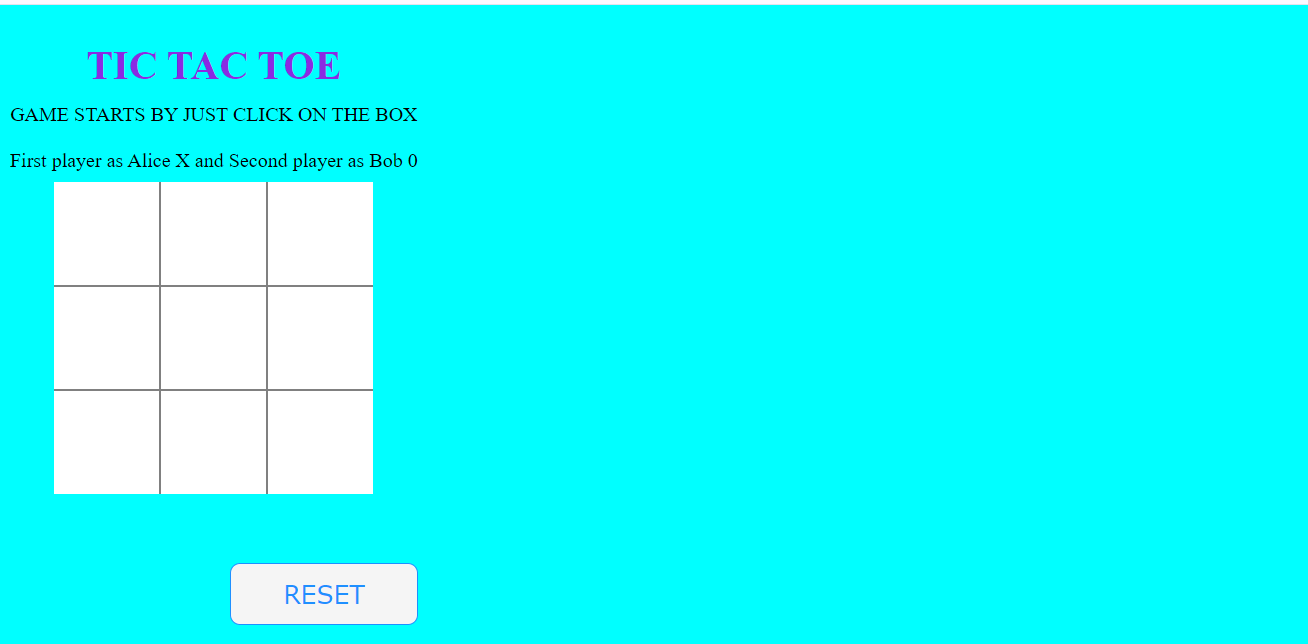 TIC TAC TOE
GAME STARTS BY JUST CLICK ON THE BOX
First player as Alice X and Second player as Bob 0
RESET